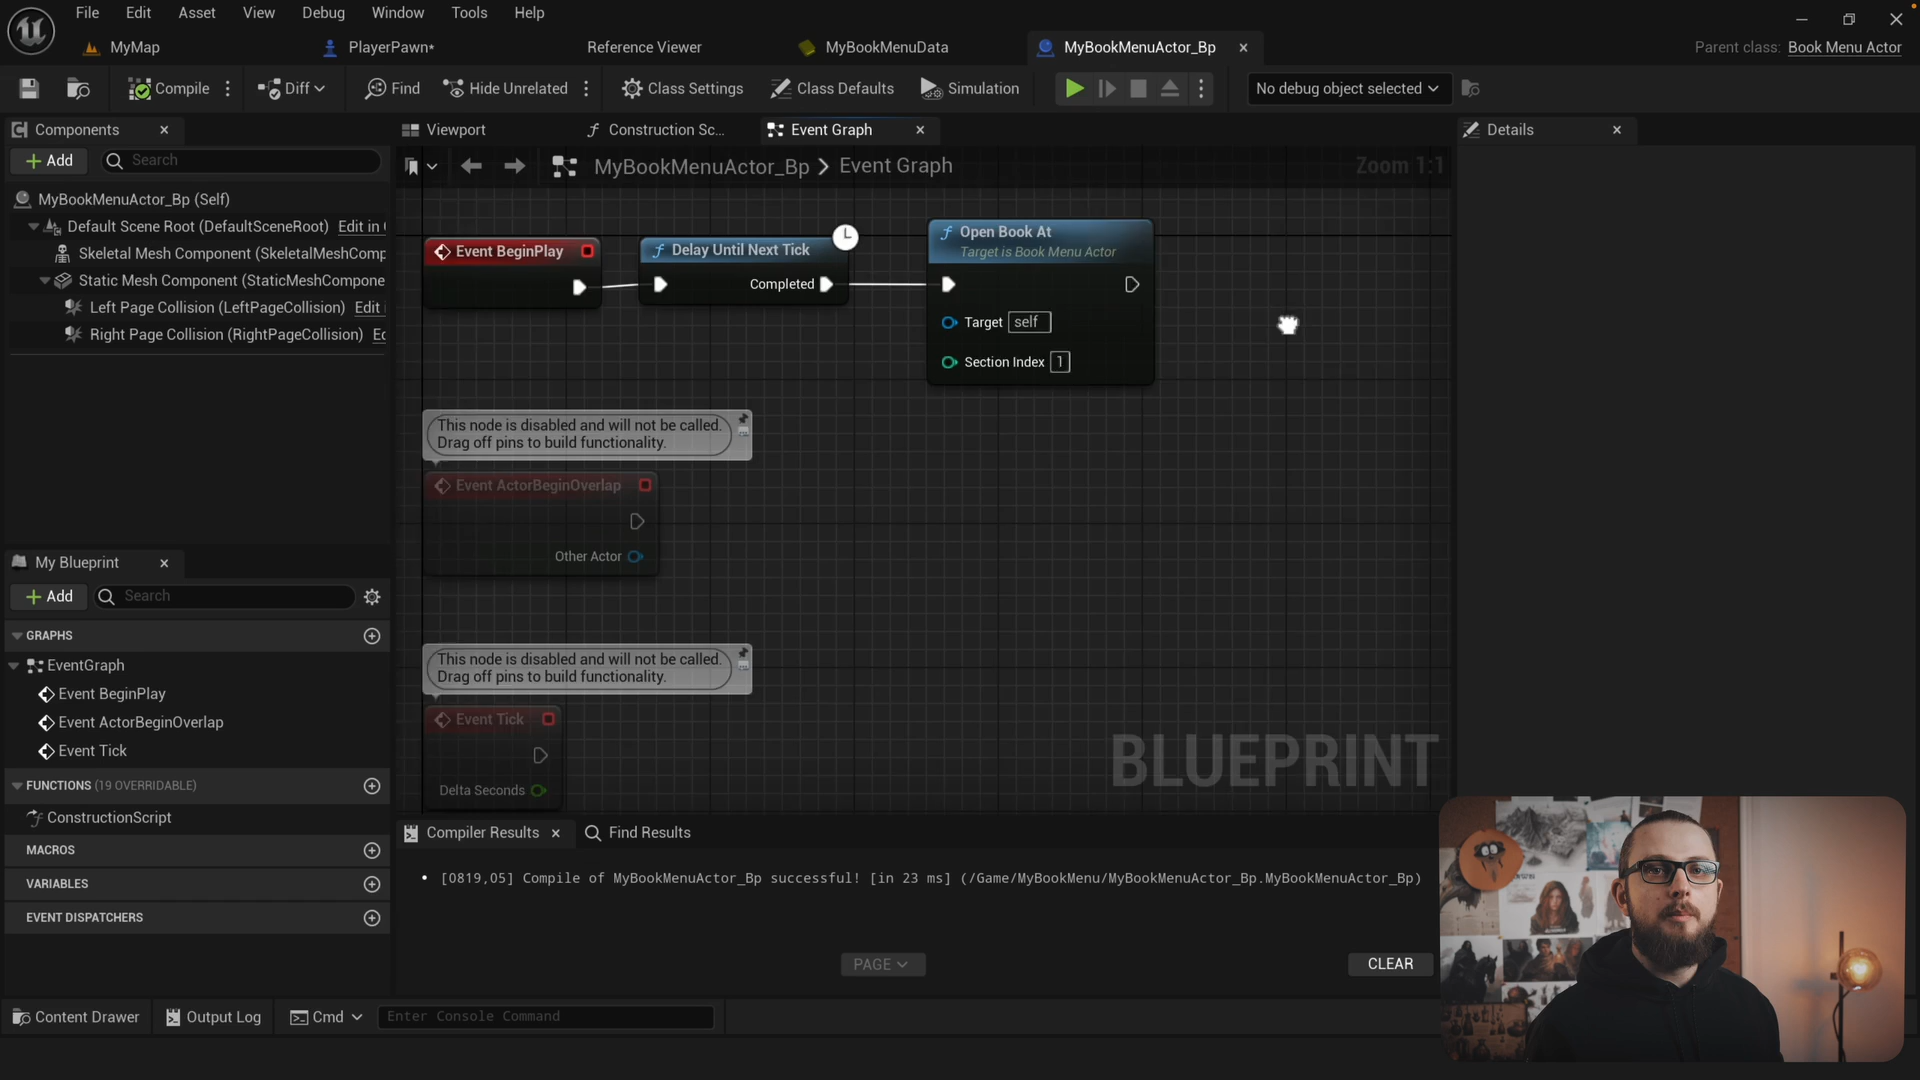 File Edit Asset View Debug Window Tools Help
MyMap PlayerPawn* Reference Viewer MyBookMenuData MyBookMenuActor_Bp Parent class: Book Menu Actor
Compile Diff Find Hide Unrelated Class Settings Class Defaults Simulation No debug object selected
Components
Add Search
MyBookMenuActor_Bp (Self)
Default Scene Root (DefaultSceneRoot) Edit in
Skeletal Mesh Component (SkeletalMeshComp
Static Mesh Component (StaticMeshCompone
Left Page Collision (LeftPageCollision) Edit i
Right Page Collision (RightPageCollision) Ec
My Blueprint
Add Search
GRAPHS
EventGraph
Event BeginPlay
Event ActorBeginOverlap
Event Tick
FUNCTIONS (19 OVERRIDABLE)
ConstructionScript
MACROS
VARIABLES
EVENT DISPATCHERS
Viewport Construction Sc... Event Graph
MyBookMenuActor_Bp > Event Graph Zoom 1:1
Event BeginPlay
Delay Until Next Tick
Completed
Open Book At
Target is Book Menu Actor
Target self
Section Index 1
This node is disabled and will not be called.
Drag off pins to build functionality.
Event ActorBeginOverlap
Other Actor
This node is disabled and will not be called.
Drag off pins to build functionality.
Event Tick
Delta Seconds
BLUEPRINT
Details
Compiler Results Find Results
[0819,05] Compile of MyBookMenuActor_Bp successful! [in 23 ms] (/Game/MyBookMenu/MyBookMenuActor_Bp.MyBookMenuActor_Bp)
PAGE CLEAR
Content Drawer Output Log Cmd Enter Console Command